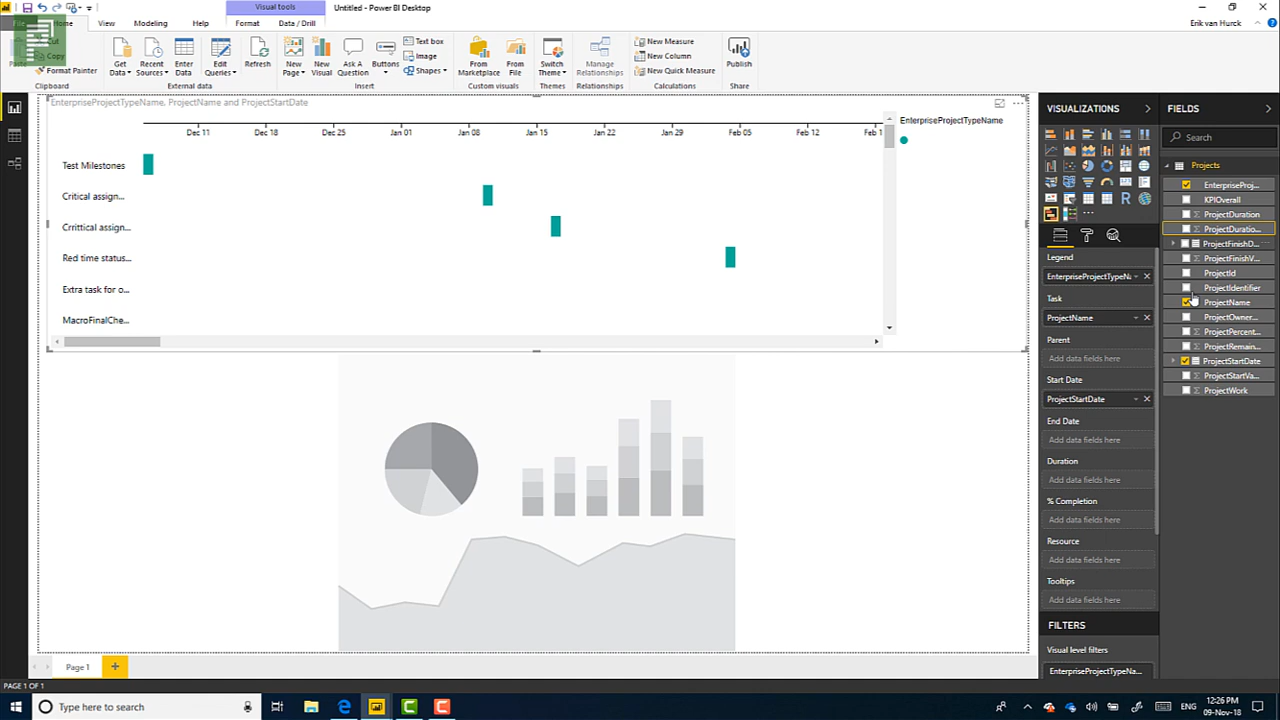 Visual tools
Untitled - Power BI Desktop
Erik van Hurck
Home
View
Modeling
Help
Format
Data / Drill
Cut
Copy
Format Painter
Get Data
Recent Sources
Enter Data
Edit Queries
Refresh
New Page
New Visual
Ask A Question
Buttons
Text box
Image
Shapes
From Marketplace
From File
Switch Theme
Manage Relationships
New Measure
New Column
New Quick Measure
Publish
Clipboard
External data
Insert
Custom visuals
Themes
Relationships
Calculations
Share
EnterpriseProjectTypeName, ProjectName and ProjectStartDate
Dec 11
Dec 18
Dec 25
Jan 01
Jan 08
Jan 15
Jan 22
Jan 29
Feb 05
Feb 12
Feb 1
EnterpriseProjectTypeName
Test Milestones
Critical assign...
Crittical assign...
Red time status...
Extra task for o...
MacroFinalChe...
VISUALIZATIONS
Legend
EnterpriseProjectTypeNa
Task
ProjectName
Parent
Add data fields here
Start Date
ProjectStartDate
End Date
Add data fields here
Duration
Add data fields here
% Completion
Add data fields here
Resource
Add data fields here
Tooltips
Add data fields here
FILTERS
Visual level filters
EnterpriseProjectTypeNa...
FIELDS
Search
Projects
EnterpriseProj...
KPIOverall
ProjectDuration
ProjectDuratio...
ProjectFinishD...
ProjectFinishV...
ProjectId
ProjectIdentifier
ProjectName
ProjectOwner...
ProjectPercent...
ProjectRemain...
ProjectStartDate
ProjectStartVa...
ProjectWork
Page 1
PAGE 1 OF 1
Type here to search
ENG
12:26 PM
09-Nov-18